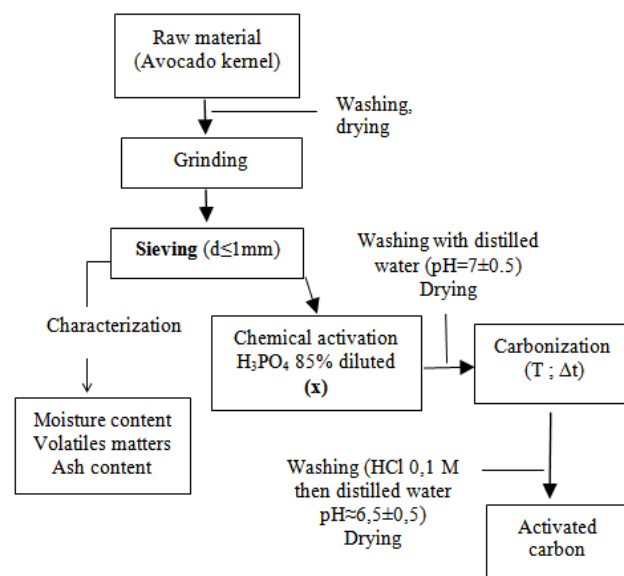 Raw material
(Avocado kernel)
Washing,
drying
Grinding
Sieving (d≤1mm)
Washing with distilled
water (pH=7±0.5)
Drying
Characterization
Chemical activation
H₃PO₄ 85% diluted
(x)
Carbonization
(T ; Δt)
Moisture content
Volatiles matters
Ash content
Washing (HCl 0,1 M
then distilled water
pH≈6,5±0,5)
Drying
Activated
carbon